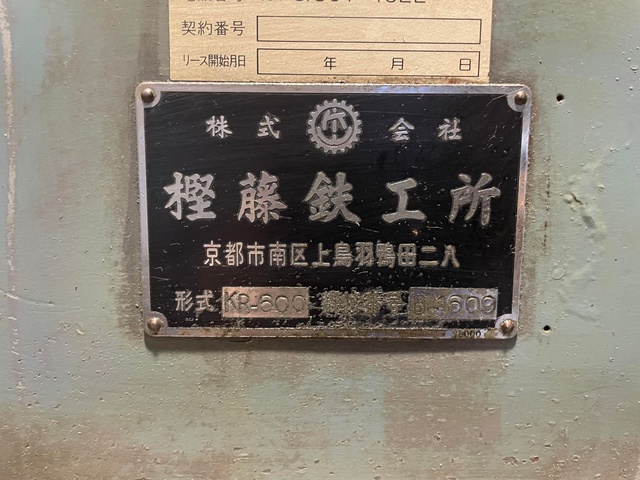 契約番号
リース開始月日 年 月 日
株式 会社
樫藤鉄工所
京都市南区上鳥羽鴨田二八
形式 KR-600